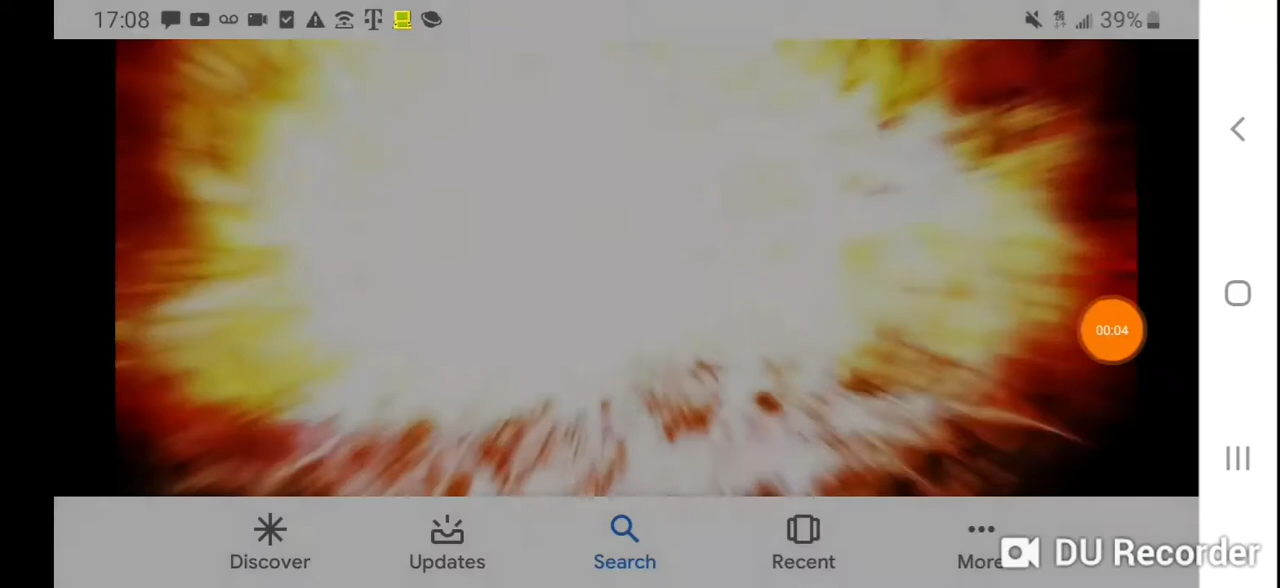 17:08
39%
00:04
Discover
Updates
Search
Recent
More
DU Recorder